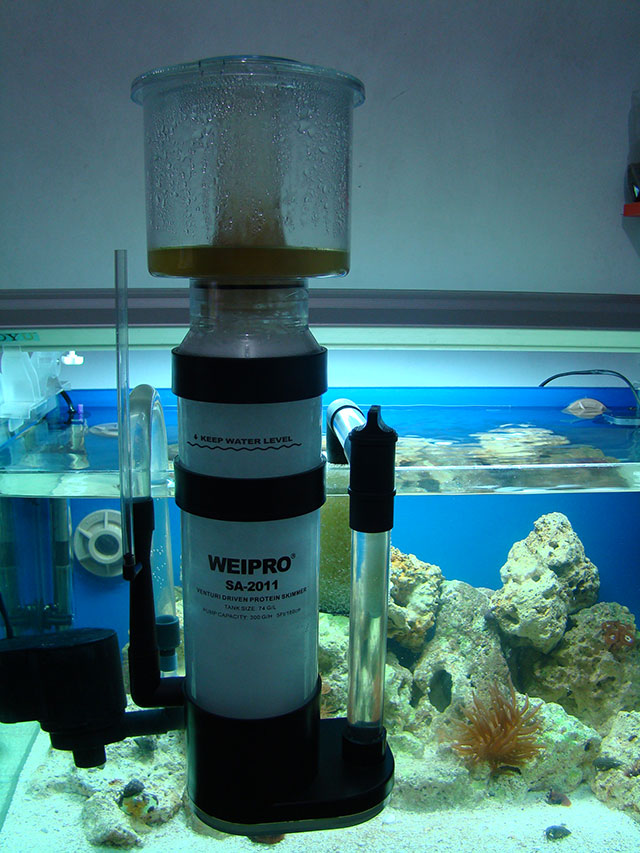 KEEP WATER LEVEL
WEIPRO®
SA-2011
VENTURI DRIVEN PROTEIN SKIMMER
TANK SIZE: 74 G/L
PUMP CAPACITY: 200 G/H